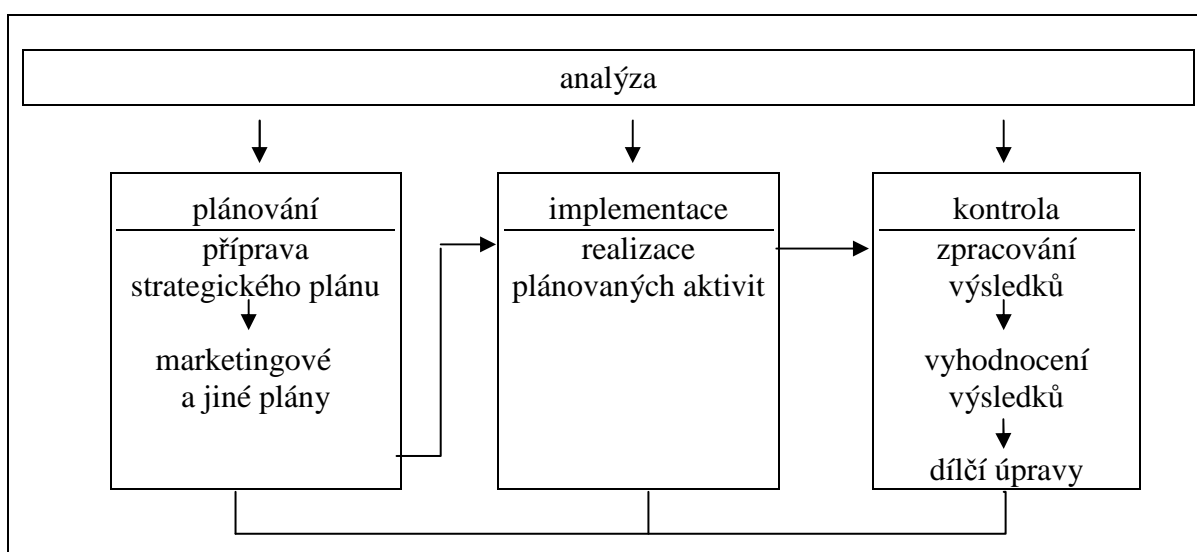 analýza
plánování
příprava
strategického plánu
marketingové
a jiné plány
implementace
realizace
plánovaných aktivit
kontrola
zpracování
výsledků
vyhodnocení
výsledků
dílčí úpravy